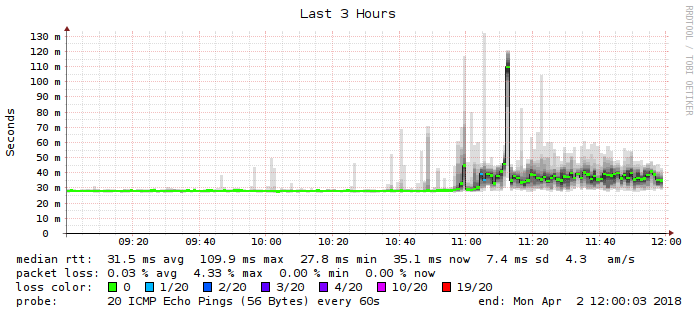 Last 3 Hours
RRDTOOL / TOBI OETIKER
Seconds
130 m
120 m
110 m
100 m
90 m
80 m
70 m
60 m
50 m
40 m
30 m
20 m
10 m
0
09:20 09:40 10:00 10:20 10:40 11:00 11:20 11:40 12:00
median rtt: 31.5 ms avg 109.9 ms max 27.8 ms min 35.1 ms now 7.4 ms sd 4.3 am/s
packet loss: 0.03 % avg 4.33 % max 0.00 % min 0.00 % now
loss color: 0 1/20 2/20 3/20 4/20 10/20 19/20
probe: 20 ICMP Echo Pings (56 Bytes) every 60s end: Mon Apr 2 12:00:03 2018